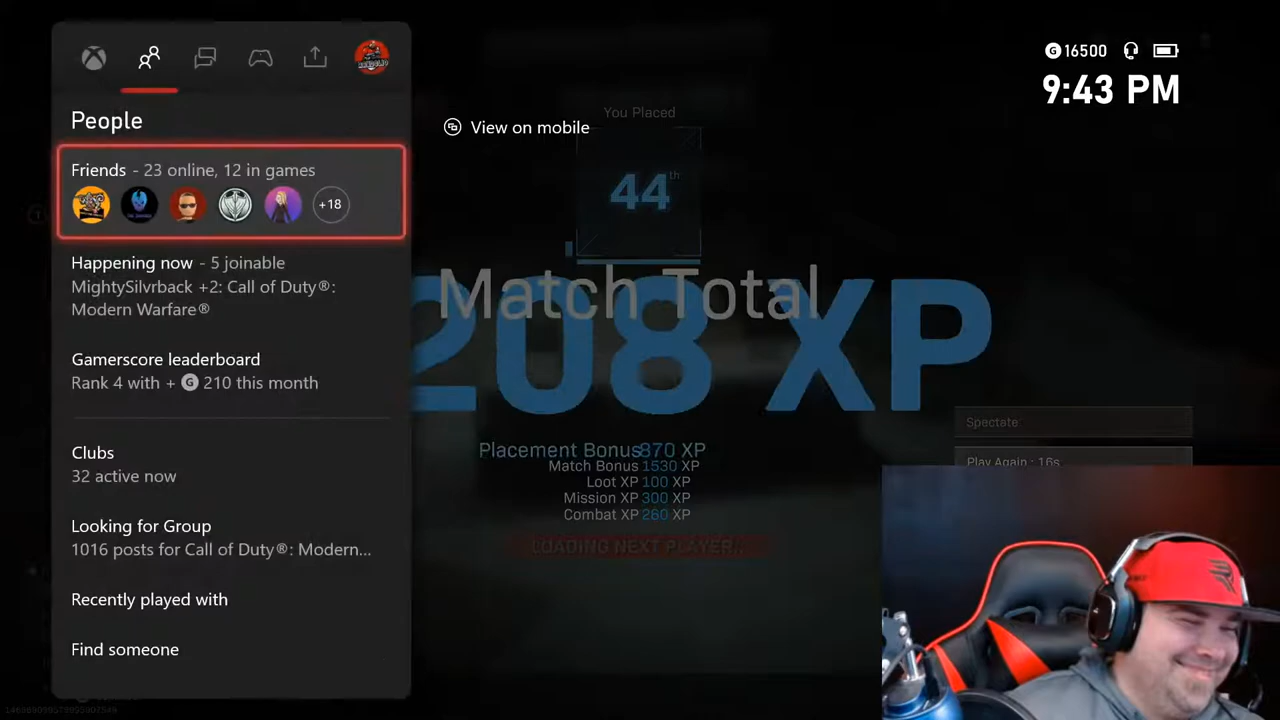 G 16500
9:43 PM
People
Friends - 23 online, 12 in games
+18
Happening now - 5 joinable
MightySilvrback +2: Call of Duty®:
Modern Warfare®
Gamerscore leaderboard
Rank 4 with + G 210 this month
Clubs
32 active now
Looking for Group
1016 posts for Call of Duty®: Modern...
Recently played with
Find someone
View on mobile
You Placed
44th
Match Total
208 XP
Placement Bonus 870 XP
Match Bonus 1530 XP
Loot XP 100 XP
Mission XP 300 XP
Combat XP 260 XP
LOADING NEXT PLAYER..
Spectate
Play Again : 16s